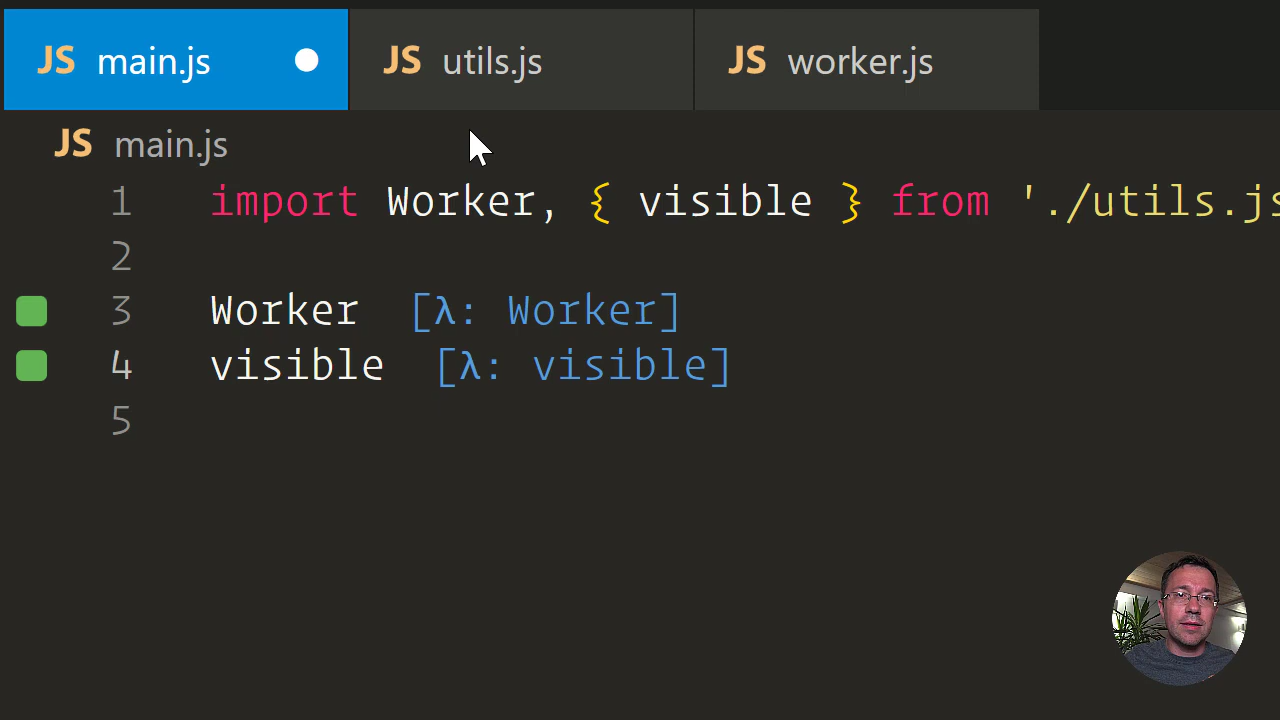 JS main.js JS utils.js JS worker.js
JS main.js
1 import Worker, { visible } from './utils.js
2
3 Worker [λ: Worker]
4 visible [λ: visible]
5